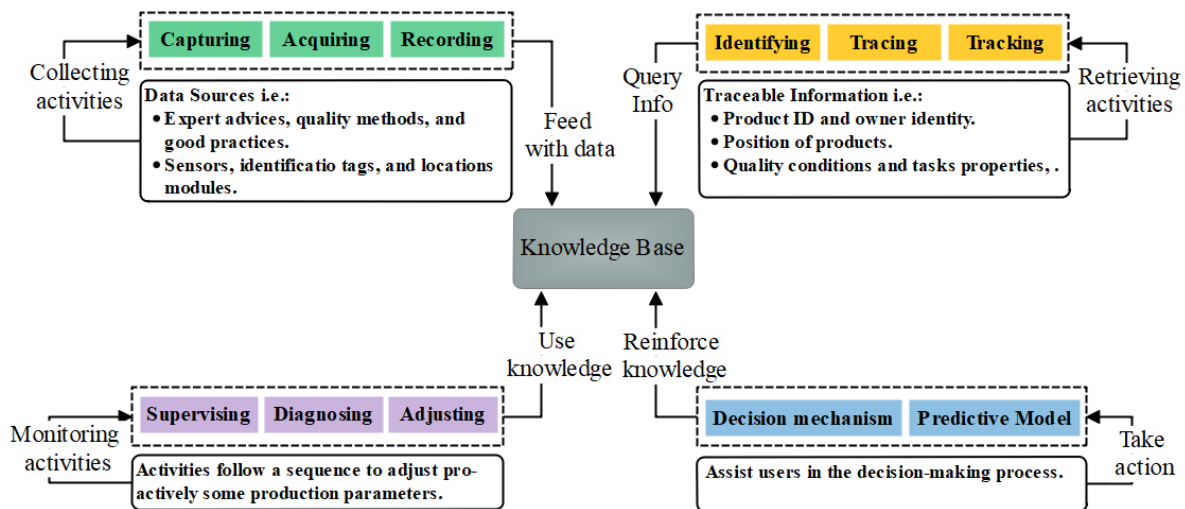 Capturing Acquiring Recording
Collecting
activities
Data Sources i.e.:
• Expert advices, quality methods, and
good practices.
• Sensors, identificatio tags, and locations
modules.
Feed
with data
Identifying Tracing Tracking
Query
Info
Retrieving
activities
Traceable Information i.e.:
• Product ID and owner identity.
• Position of products.
• Quality conditions and tasks properties, .
Knowledge Base
Use
knowledge
Reinforce
knowledge
Supervising Diagnosing Adjusting
Monitoring
activities
Activities follow a sequence to adjust pro-
actively some production parameters.
Decision mechanism Predictive Model
Take
action
Assist users in the decision-making process.